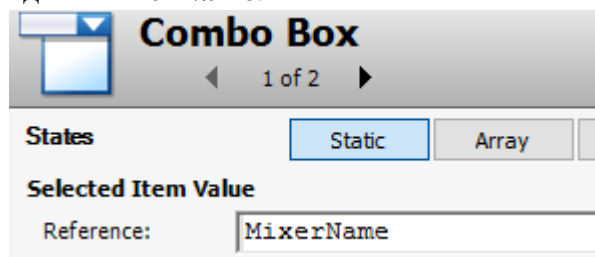 Combo Box
1 of 2
States Static Array
Selected Item Value
Reference: MixerName